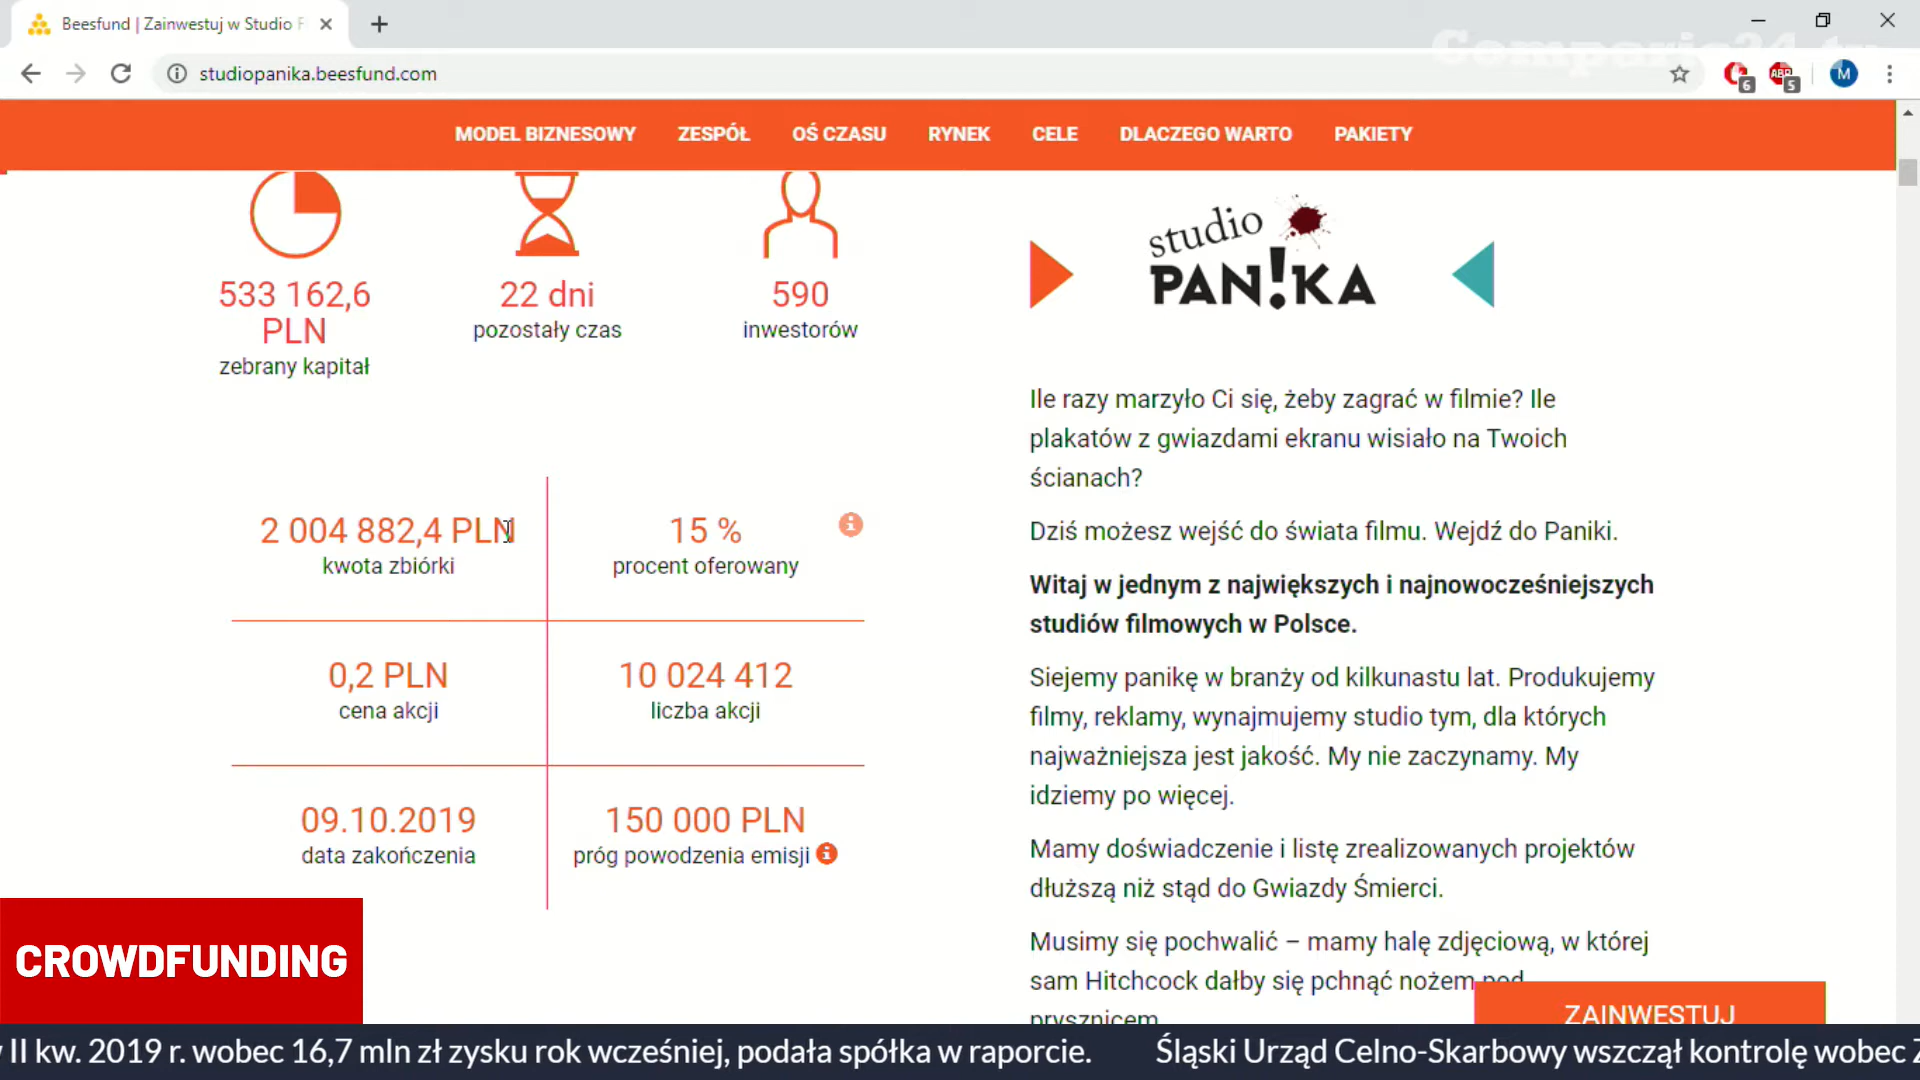 Beesfund | Zainwestuj w Studio
Comparic24.tv
studiopanika.beesfund.com
6
ABP
5
M
MODEL BIZNESOWY ZESPÓŁ OŚ CZASU RYNEK CELE DLACZEGO WARTO PAKIETY
533 162,6
PLN
zebrany kapitał
22 dni
pozostały czas
590
inwestorów
2 004 882,4 PLN
kwota zbiórki
15 %
procent oferowany
0,2 PLN
cena akcji
10 024 412
liczba akcji
09.10.2019
data zakończenia
150 000 PLN
próg powodzenia emisji
studio
PAN!KA
Ile razy marzyło Ci się, żeby zagrać w filmie? Ile
plakatów z gwiazdami ekranu wisiało na Twoich
ścianach?
Dziś możesz wejść do świata filmu. Wejdź do Paniki.
Witaj w jednym z największych i najnowocześniejszych
studiów filmowych w Polsce.
Siejemy panikę w branży od kilkunastu lat. Produkujemy
filmy, reklamy, wynajmujemy studio tym, dla których
najważniejsza jest jakość. My nie zaczynamy. My
idziemy po więcej.
Mamy doświadczenie i listę zrealizowanych projektów
dłuższą niż stąd do Gwiazdy Śmierci.
Musimy się pochwalić – mamy halę zdjęciową, w której
sam Hitchcock dałby się pchnąć nożem pod
prysznicem
ZAINWESTUJ
CROWDFUNDING
II kw. 2019 r. wobec 16,7 mln zł zysku rok wcześniej, podała spółka w raporcie. Śląski Urząd Celno-Skarbowy wszczął kontrolę wobec